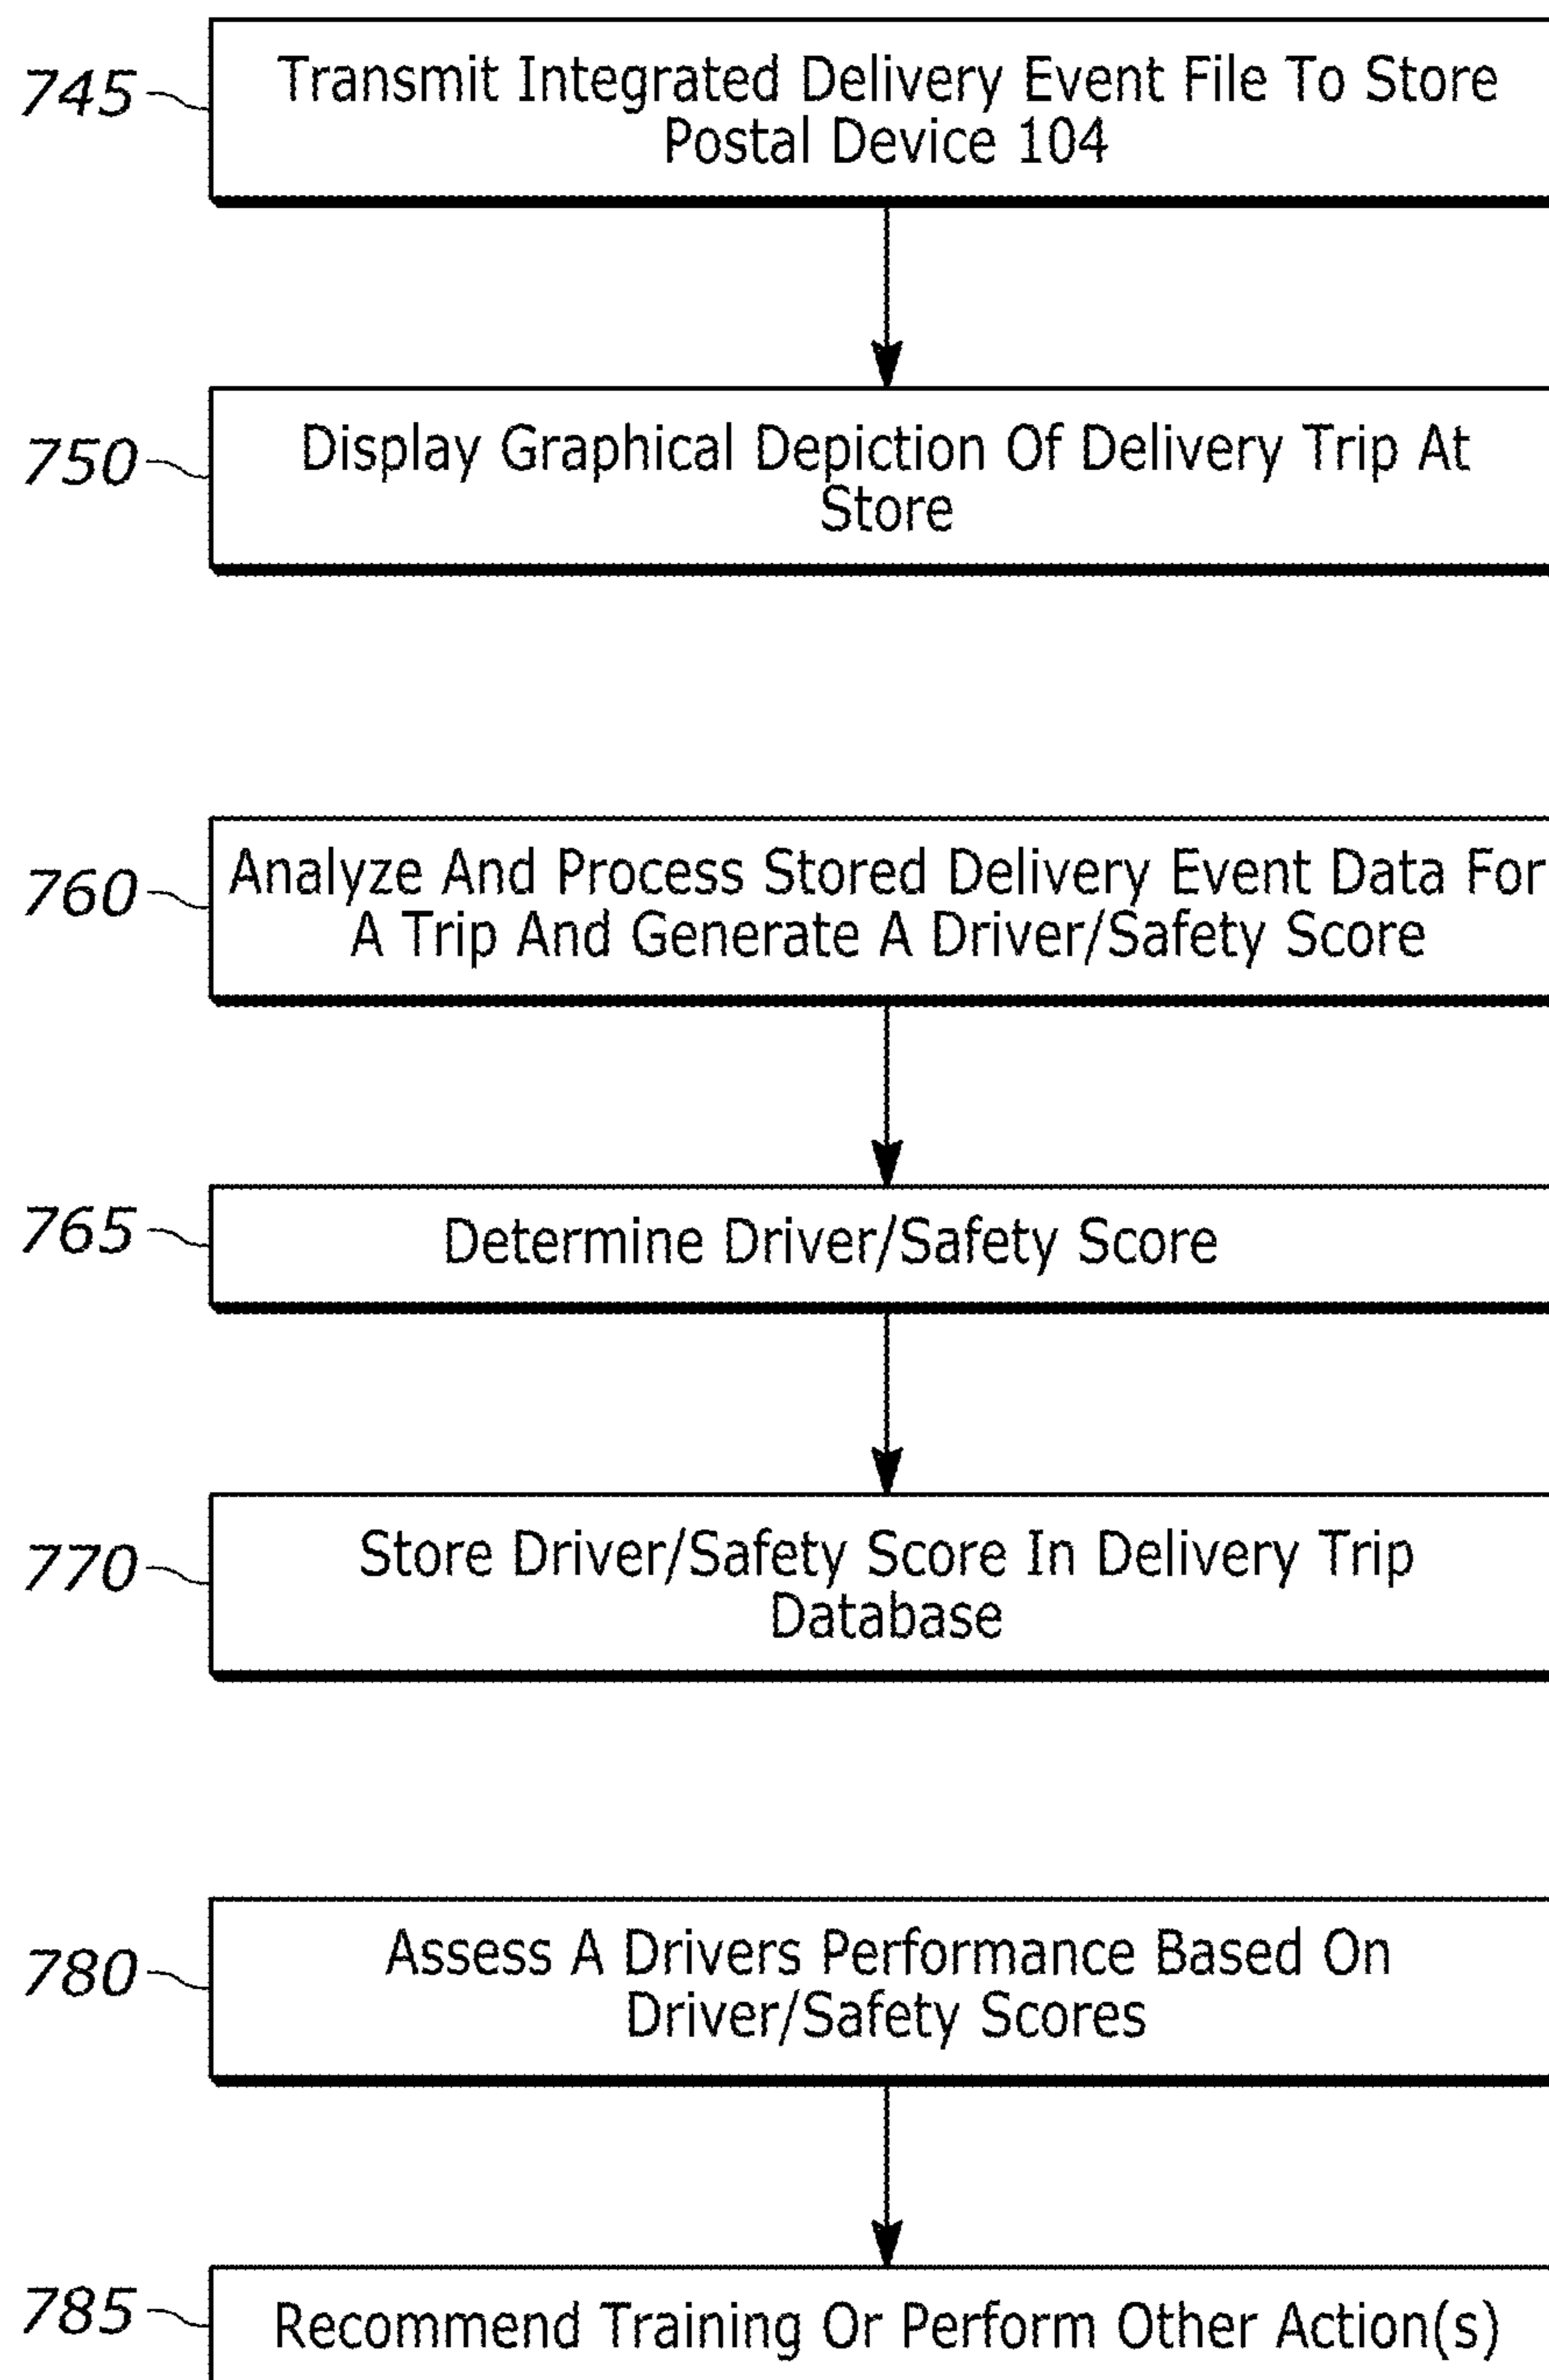 745
Transmit Integrated Delivery Event File To Store
Postal Device 104
750
Display Graphical Depiction Of Delivery Trip At
Store
760
Analyze And Process Stored Delivery Event Data For
A Trip And Generate A Driver/Safety Score
765
Determine Driver/Safety Score
770
Store Driver/Safety Score In Delivery Trip
Database
780
Assess A Drivers Performance Based On
Driver/Safety Scores
785
Recommend Training Or Perform Other Action(s)